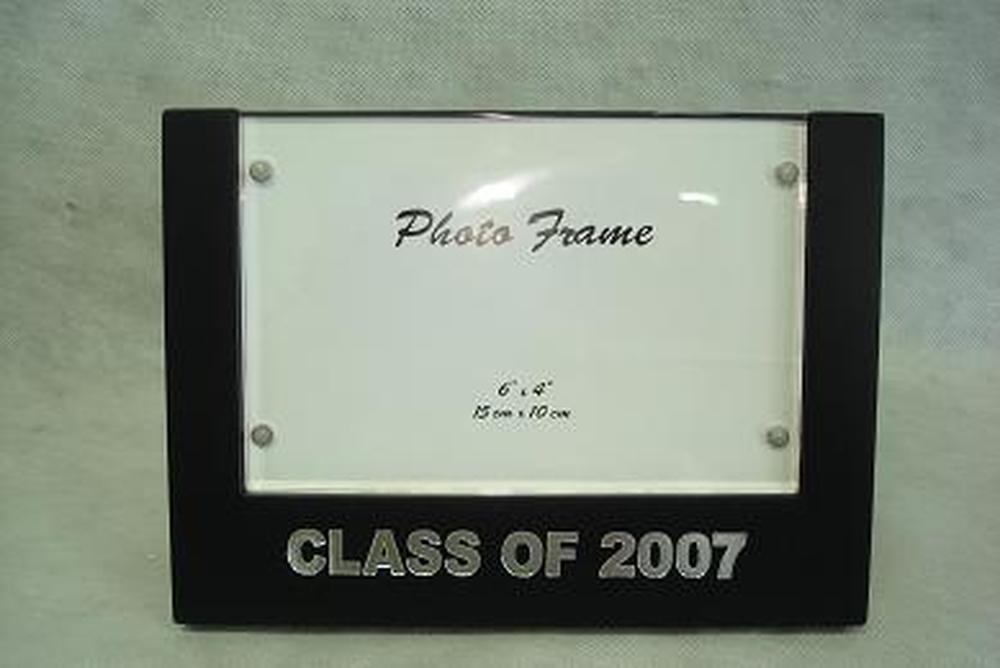 Photo Frame
6" x 4"
15 cm x 10 cm
CLASS OF 2007